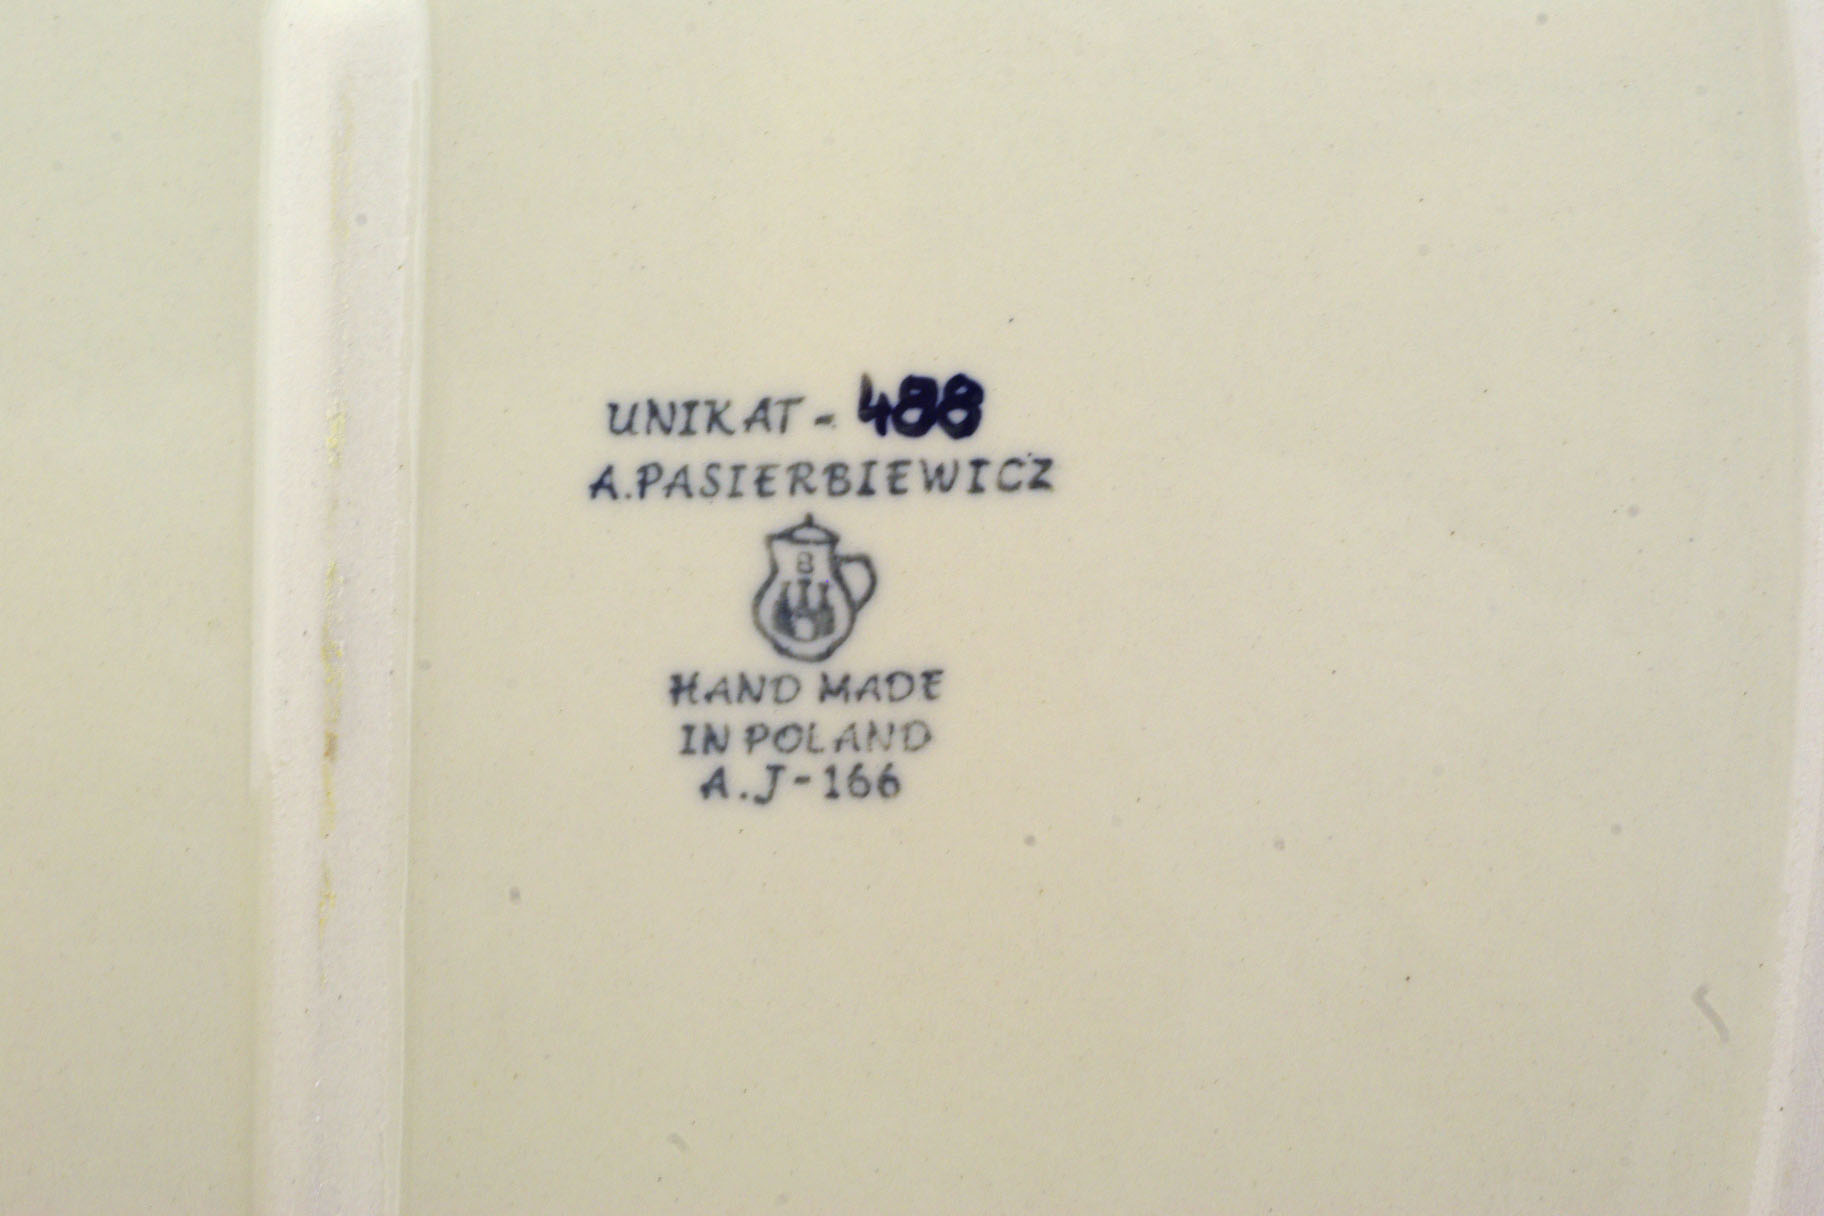 UNIKAT - 488
A.PASIERBIEWICZ
B
HAND MADE
IN POLAND
A.J-166